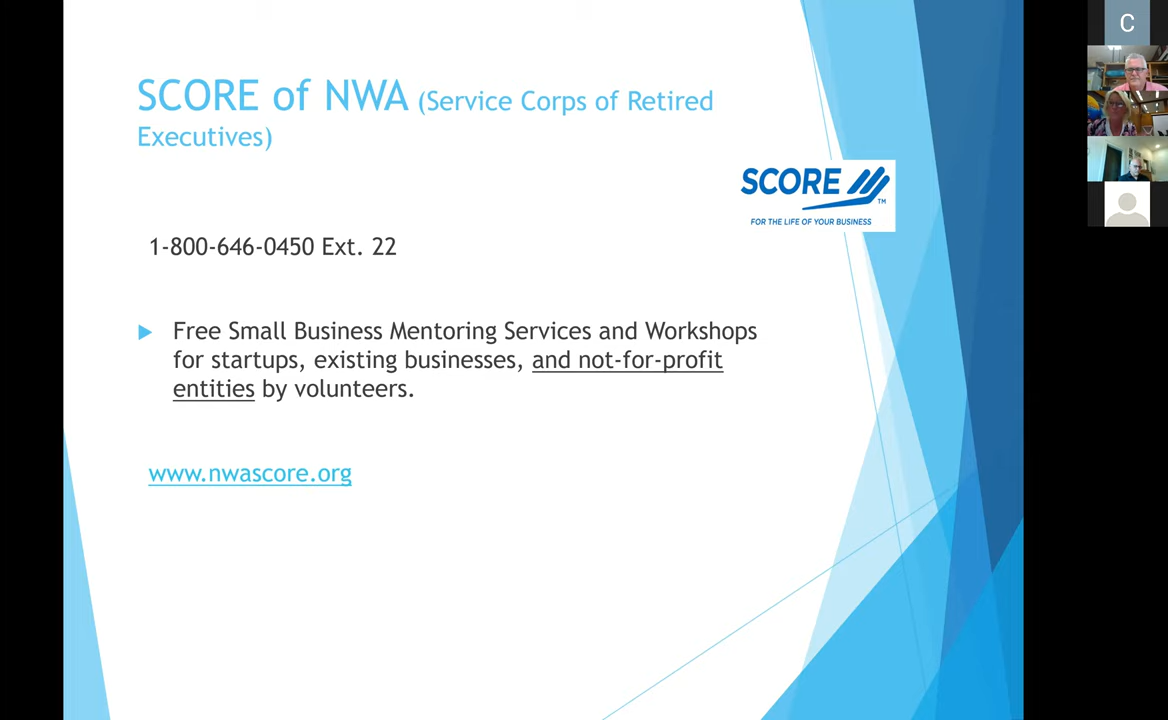 SCORE of NWA (Service Corps of Retired
Executives)
SCORE
TM
FOR THE LIFE OF YOUR BUSINESS
1-800-646-0450 Ext. 22
Free Small Business Mentoring Services and Workshops
for startups, existing businesses, and not-for-profit
entities by volunteers.
www.nwascore.org
C